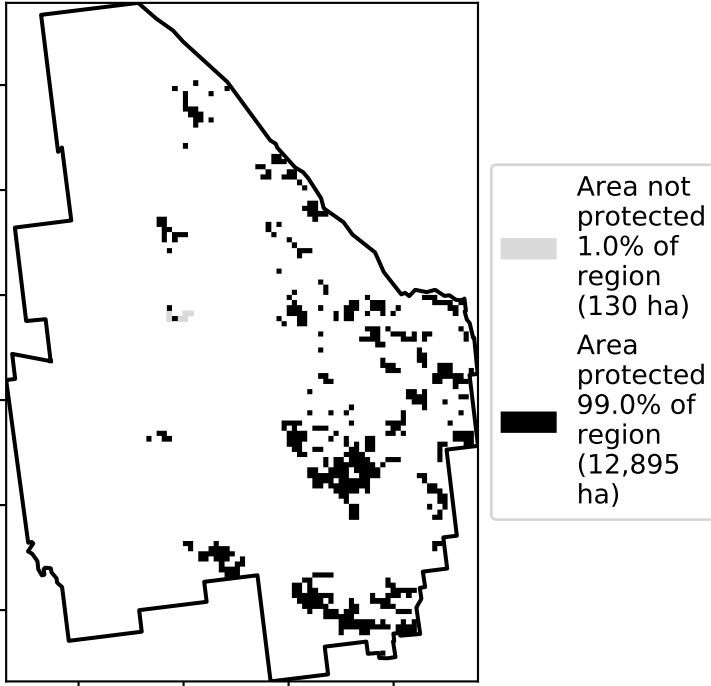 Area not
protected
1.0% of
region
(130 ha)
Area
protected
99.0% of
region
(12,895
ha)